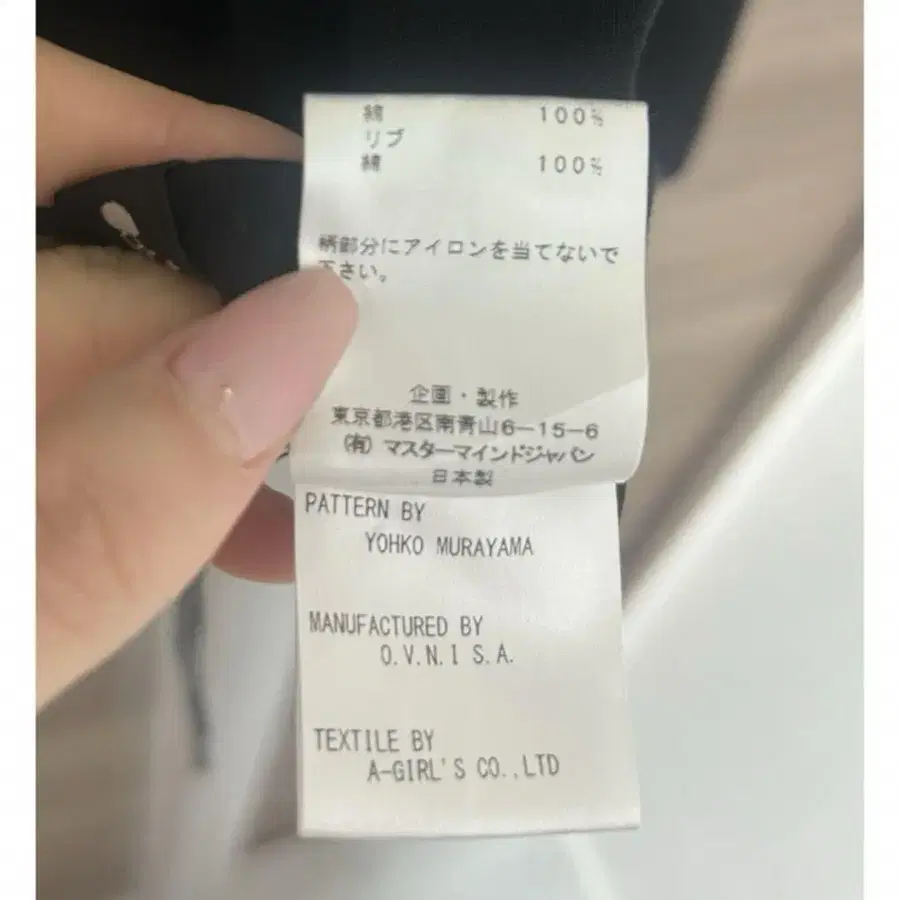 綿 100%
リブ
綿 100%
柄部分にアイロンを当てないで
下さい。
企画・製作
東京都港区南青山6-15-6
(有) マスターマインドジャパン
日本製
PATTERN BY
YOHKO MURAYAMA
MANUFACTURED BY
O.V.N.I S.A.
TEXTILE BY
A-GIRL'S CO.,LTD